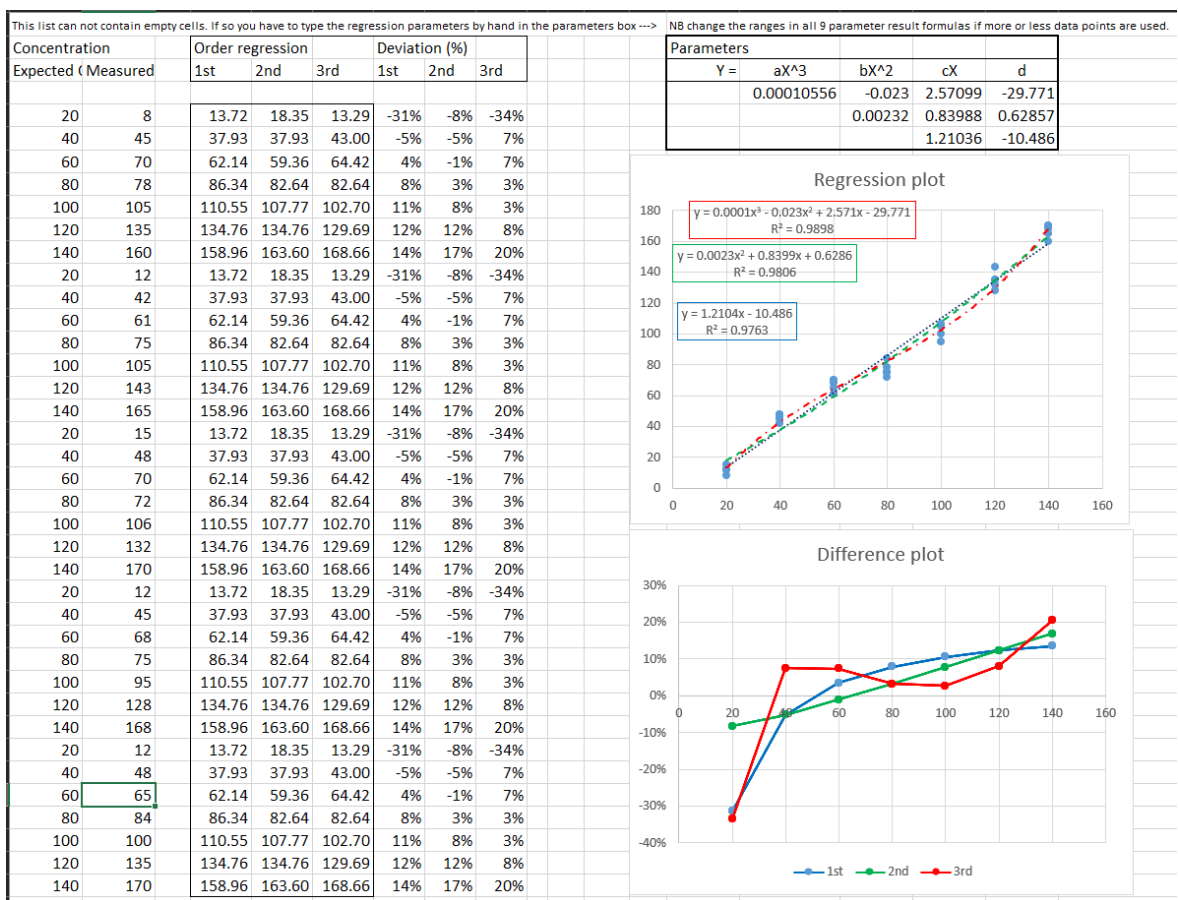 This list can not contain empty cells. If so you have to type the regression parameters by hand in the parameters box ---> NB change the ranges in all 9 parameter result formulas if more or less data points are used.
Concentration Order regression Deviation (%)
Expected ( Measured 1st 2nd 3rd 1st 2nd 3rd
20 8 13.72 18.35 13.29 -31% -8% -34%
40 45 37.93 37.93 43.00 -5% -5% 7%
60 70 62.14 59.36 64.42 4% -1% 7%
80 78 86.34 82.64 82.64 8% 3% 3%
100 105 110.55 107.77 102.70 11% 8% 3%
120 135 134.76 134.76 129.69 12% 12% 8%
140 160 158.96 163.60 168.66 14% 17% 20%
20 12 13.72 18.35 13.29 -31% -8% -34%
40 42 37.93 37.93 43.00 -5% -5% 7%
60 61 62.14 59.36 64.42 4% -1% 7%
80 75 86.34 82.64 82.64 8% 3% 3%
100 105 110.55 107.77 102.70 11% 8% 3%
120 143 134.76 134.76 129.69 12% 12% 8%
140 165 158.96 163.60 168.66 14% 17% 20%
20 15 13.72 18.35 13.29 -31% -8% -34%
40 48 37.93 37.93 43.00 -5% -5% 7%
60 70 62.14 59.36 64.42 4% -1% 7%
80 72 86.34 82.64 82.64 8% 3% 3%
100 106 110.55 107.77 102.70 11% 8% 3%
120 132 134.76 134.76 129.69 12% 12% 8%
140 170 158.96 163.60 168.66 14% 17% 20%
20 12 13.72 18.35 13.29 -31% -8% -34%
40 45 37.93 37.93 43.00 -5% -5% 7%
60 68 62.14 59.36 64.42 4% -1% 7%
80 75 86.34 82.64 82.64 8% 3% 3%
100 95 110.55 107.77 102.70 11% 8% 3%
120 128 134.76 134.76 129.69 12% 12% 8%
140 168 158.96 163.60 168.66 14% 17% 20%
20 12 13.72 18.35 13.29 -31% -8% -34%
40 48 37.93 37.93 43.00 -5% -5% 7%
60 65 62.14 59.36 64.42 4% -1% 7%
80 84 86.34 82.64 82.64 8% 3% 3%
100 100 110.55 107.77 102.70 11% 8% 3%
120 135 134.76 134.76 129.69 12% 12% 8%
140 170 158.96 163.60 168.66 14% 17% 20%
Parameters
Y = aX^3 bX^2 cX d
0.00010556 -0.023 2.57099 -29.771
0.00232 0.83988 0.62857
1.21036 -10.486
Regression plot
y = 0.0001x³ - 0.023x² + 2.571x - 29.771
R² = 0.9898
y = 0.0023x² + 0.8399x + 0.6286
R² = 0.9806
y = 1.2104x - 10.486
R² = 0.9763
180
160
140
120
100
80
60
40
20
0
0 20 40 60 80 100 120 140 160
Difference plot
30%
20%
10%
0%
-10%
-20%
-30%
-40%
0 20 40 60 80 100 120 140 160
1st 2nd 3rd